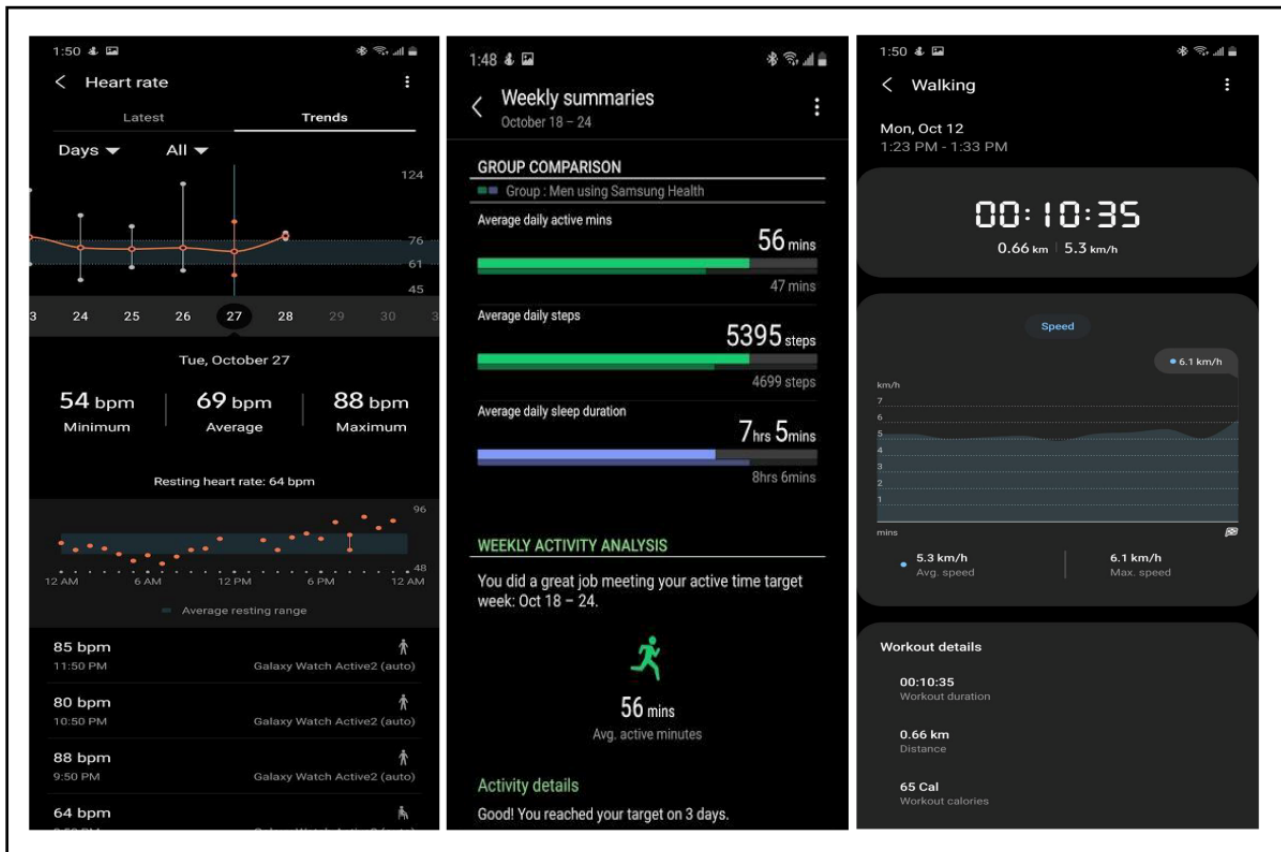 1:50
Heart rate
Latest Trends
Days All
124
76
61
45
3 24 25 26 27 28 29 30
Tue, October 27
54 bpm 69 bpm 88 bpm
Minimum Average Maximum
Resting heart rate: 64 bpm
96
48
12 AM 6 AM 12 PM 6 PM 12 AM
Average resting range
85 bpm
11:50 PM Galaxy Watch Active2 (auto)
80 bpm
10:50 PM Galaxy Watch Active2 (auto)
88 bpm
9:50 PM Galaxy Watch Active2 (auto)
64 bpm
1:48
Weekly summaries
October 18 – 24
GROUP COMPARISON
Group : Men using Samsung Health
Average daily active mins
56 mins
47 mins
Average daily steps
5395 steps
4699 steps
Average daily sleep duration
7 hrs 5 mins
8hrs 6mins
WEEKLY ACTIVITY ANALYSIS
You did a great job meeting your active time target
week: Oct 18 – 24.
56 mins
Avg. active minutes
Activity details
Good! You reached your target on 3 days.
1:50
Walking
Mon, Oct 12
1:23 PM - 1:33 PM
00:10:35
0.66 km | 5.3 km/h
Speed
6.1 km/h
km/h
7
6
5
4
3
2
1
mins
5.3 km/h 6.1 km/h
Avg. speed Max. speed
Workout details
00:10:35
Workout duration
0.66 km
Distance
65 Cal
Workout calories